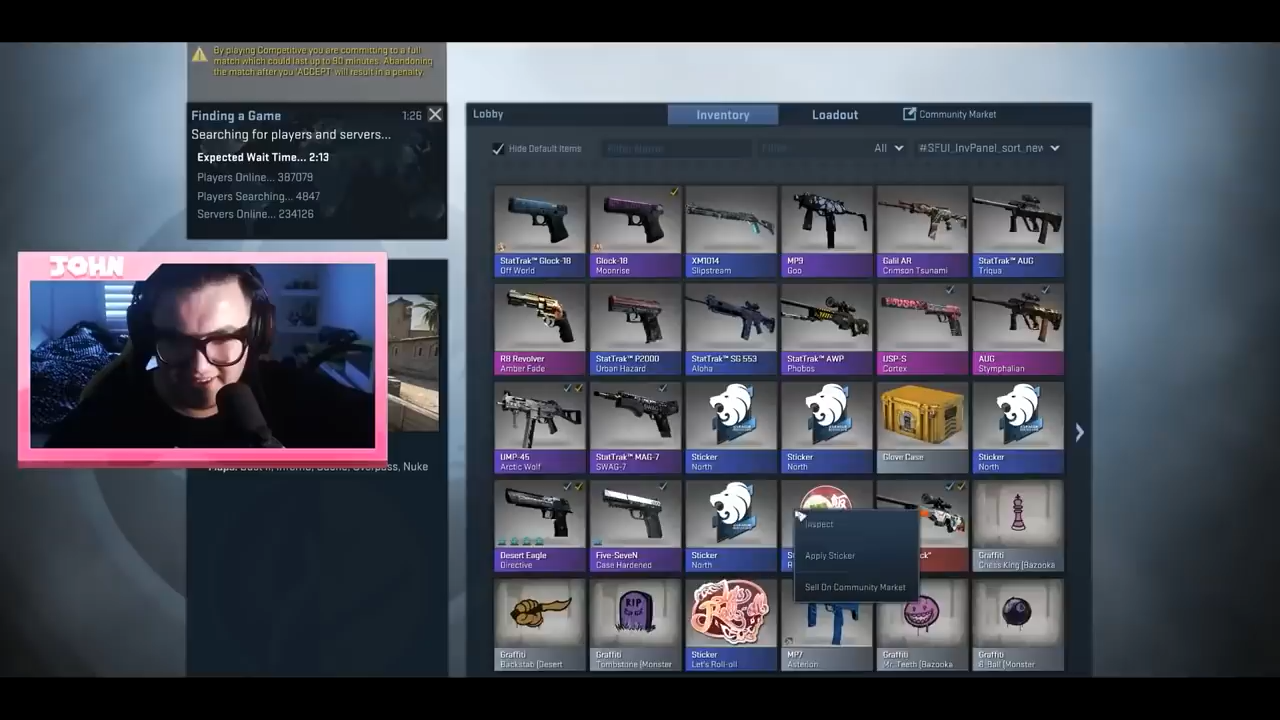 By playing Competitive you are committing to a full
match which could last up to 90 minutes. Abandoning
the match after you 'ACCEPT' will result in a penalty.
Finding a Game 1:26
Searching for players and servers...
Expected Wait Time... 2:13
Players Online... 387079
Players Searching... 4847
Servers Online... 234126
JOHN
Lobby Inventory Loadout Community Market
Hide Default Items All #SFUI_InvPanel_sort_new
StatTrak™ Glock-18
Off World
Glock-18
Moonrise
XM1014
Slipstream
MP9
Goo
Galil AR
Crimson Tsunami
StatTrak™ AUG
Triqua
R8 Revolver
Amber Fade
StatTrak™ P2000
Urban Hazard
StatTrak™ SG 553
Aloha
StatTrak™ AWP
Phobos
USP-S
Cortex
AUG
Stymphalian
UMP-45
Arctic Wolf
StatTrak™ MAG-7
SWAG-7
Sticker
North
Sticker
North
Glove Case
Sticker
North
Nuke
Desert Eagle
Directive
Five-SeveN
Case Hardened
Sticker
North
Inspect
Apply Sticker
Sell On Community Market
Graffiti
Chess King (Bazooka
Graffiti
Backstab (Desert
RIP
Graffiti
Tombstone (Monster
Sticker
Let's Roll-oll
MP7
Asterion
Graffiti
Mr. Teeth (Bazooka
Graffiti
8-Ball (Monster